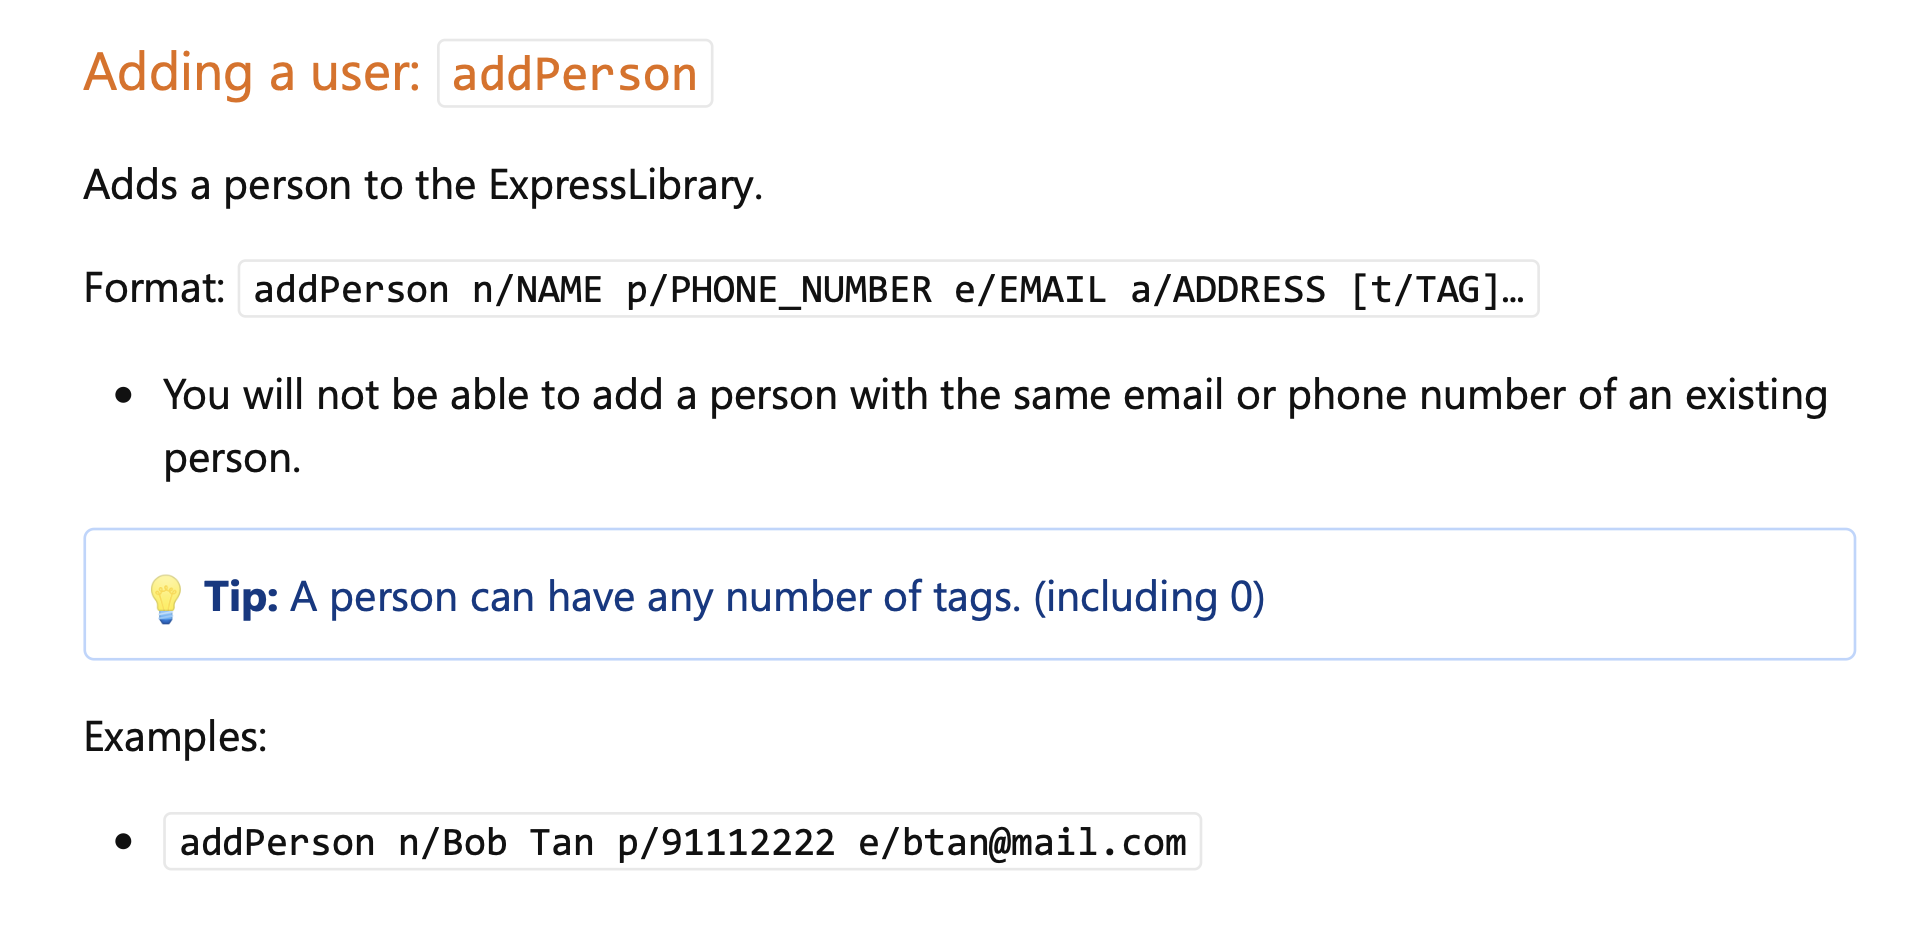 Adding a user: addPerson
Adds a person to the ExpressLibrary.
Format: addPerson n/NAME p/PHONE_NUMBER e/EMAIL a/ADDRESS [t/TAG]…
• You will not be able to add a person with the same email or phone number of an existing
person.
💡 Tip: A person can have any number of tags. (including 0)
Examples:
• addPerson n/Bob Tan p/91112222 e/btan@mail.com